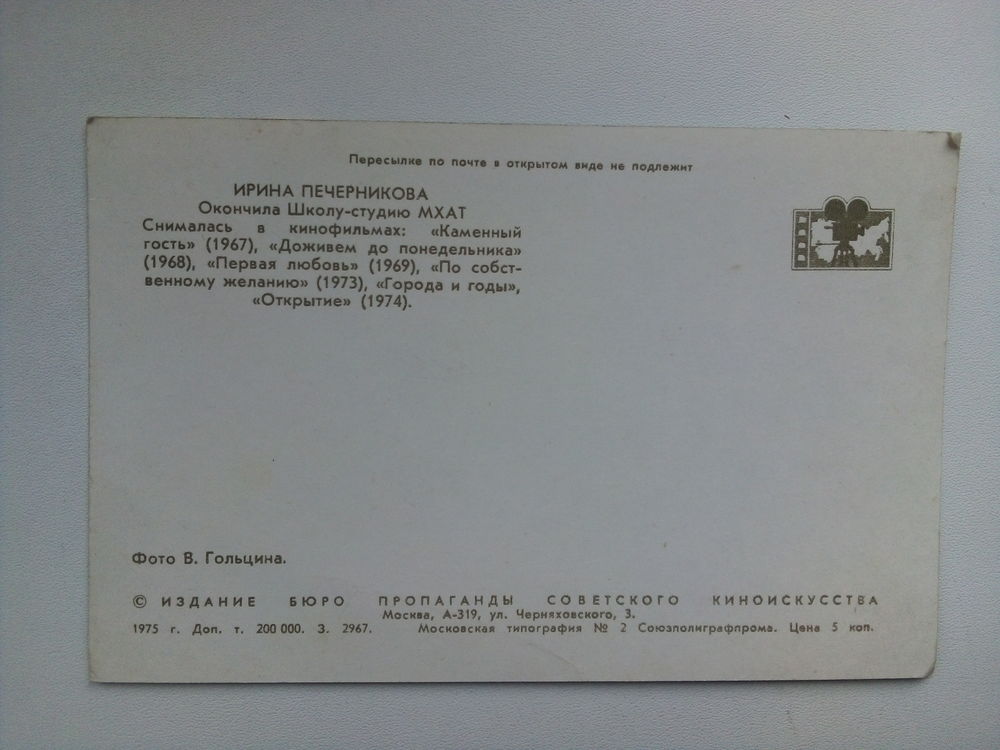 Пересылке по почте в открытом виде не подлежит
ИРИНА ПЕЧЕРНИКОВА
Окончила Школу-студию МХАТ
Снималась в кинофильмах: «Каменный
гость» (1967), «Доживем до понедельника»
(1968), «Первая любовь» (1969), «По собст-
венному желанию» (1973), «Города и годы»,
«Открытие» (1974).
Фото В. Гольцина.
© ИЗДАНИЕ БЮРО ПРОПАГАНДЫ СОВЕТСКОГО КИНОИСКУССТВА
Москва, А-319, ул. Черняховского, 3.
1975 г. Доп. т. 200 000. З. 2967. Московская типография № 2 Союзполиграфпрома. Цена 5 коп.